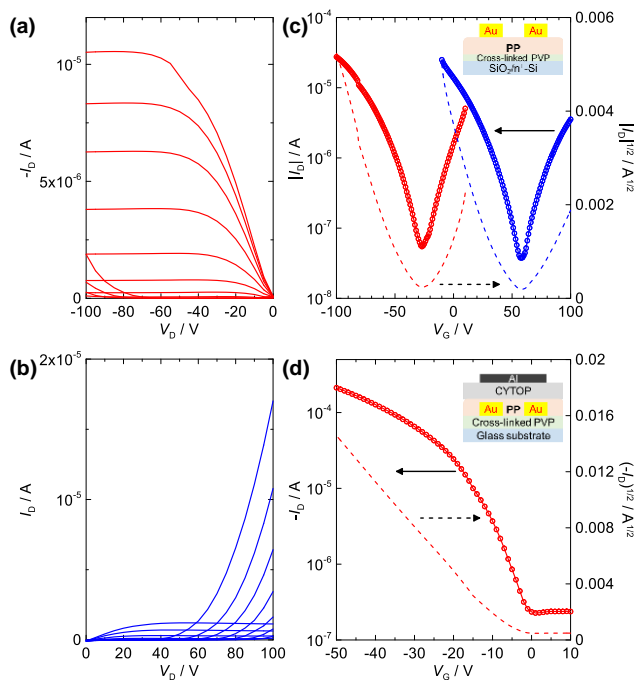 (a)
10⁻⁵
5x10⁻⁶
0
-I_D / A
-100 -80 -60 -40 -20 0
V_D / V
(b)
2x10⁻⁵
1x10⁻⁵
0
I_D / A
0 20 40 60 80 100
V_D / V
(c)
10⁻⁴
10⁻⁵
10⁻⁶
10⁻⁷
10⁻⁸
|I_D| / A
-100 -50 0 50 100
V_G / V
0.006
0.004
0.002
0
|I_D|^1/2 / A^1/2
Au Au
PP
Cross-linked PVP
SiO₂/n⁺-Si
(d)
10⁻⁴
10⁻⁵
10⁻⁶
10⁻⁷
-I_D / A
-50 -40 -30 -20 -10 0 10
V_G / V
0.02
0.016
0.012
0.008
0.004
0
(-I_D)^1/2 / A^1/2
Al
CYTOP
Au PP Au
Cross-linked PVP
Glass substrate